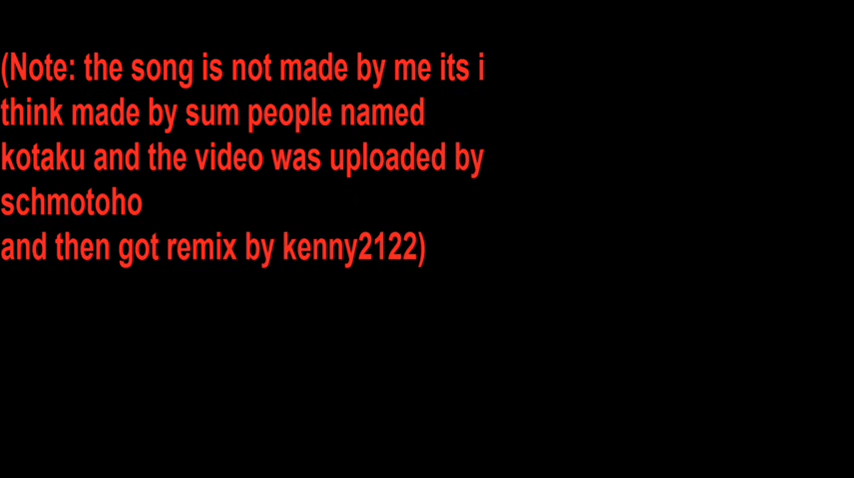 (Note: the song is not made by me its i
think made by sum people named
kotaku and the video was uploaded by
schmotoho
and then got remix by kenny2122)